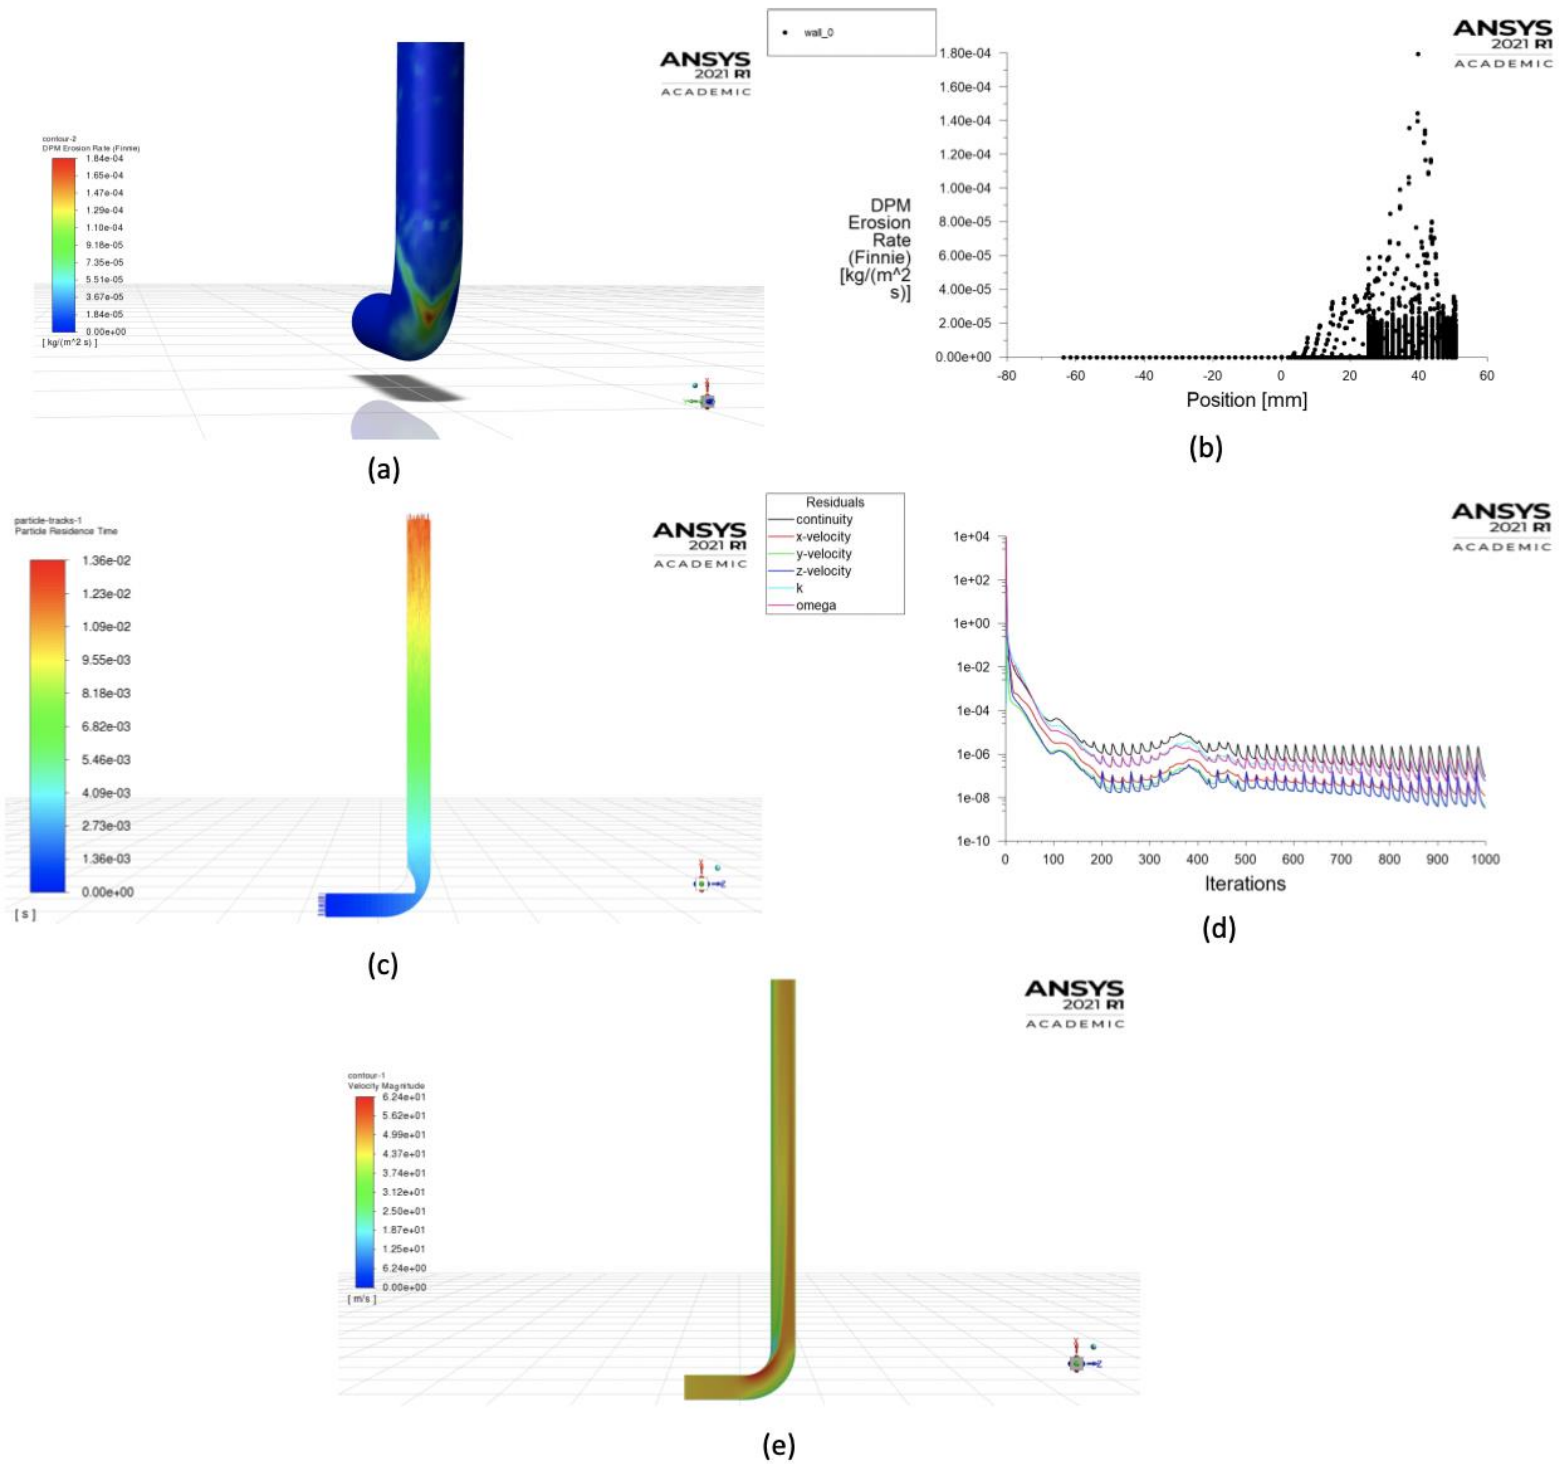 contour-2
DPM Erosion Rate (Finnie)
1.84e-04
1.65e-04
1.47e-04
1.29e-04
1.10e-04
9.18e-05
7.35e-05
5.51e-05
3.67e-05
1.84e-05
0.00e+00
[ kg/(m^2 s) ]
ANSYS
2021 R1
ACADEMIC
(a)
wall_0
ANSYS
2021 R1
ACADEMIC
1.80e-04
1.60e-04
1.40e-04
1.20e-04
1.00e-04
8.00e-05
6.00e-05
4.00e-05
2.00e-05
0.00e+00
DPM
Erosion
Rate
(Finnie)
[kg/(m^2
s)]
-80 -60 -40 -20 0 20 40 60
Position [mm]
(b)
particle-tracks-1
Particle Residence Time
1.36e-02
1.23e-02
1.09e-02
9.55e-03
8.18e-03
6.82e-03
5.46e-03
4.09e-03
2.73e-03
1.36e-03
0.00e+00
[ s ]
ANSYS
2021 R1
ACADEMIC
Z
(c)
Residuals
continuity
x-velocity
y-velocity
z-velocity
k
omega
ANSYS
2021 R1
ACADEMIC
1e+04
1e+02
1e+00
1e-02
1e-04
1e-06
1e-08
1e-10
0 100 200 300 400 500 600 700 800 900 1000
Iterations
(d)
contour-1
Velocity Magnitude
6.24e+01
5.62e+01
4.99e+01
4.37e+01
3.74e+01
3.12e+01
2.50e+01
1.87e+01
1.25e+01
6.24e+00
0.00e+00
[ m/s ]
ANSYS
2021 R1
ACADEMIC
Z
(e)